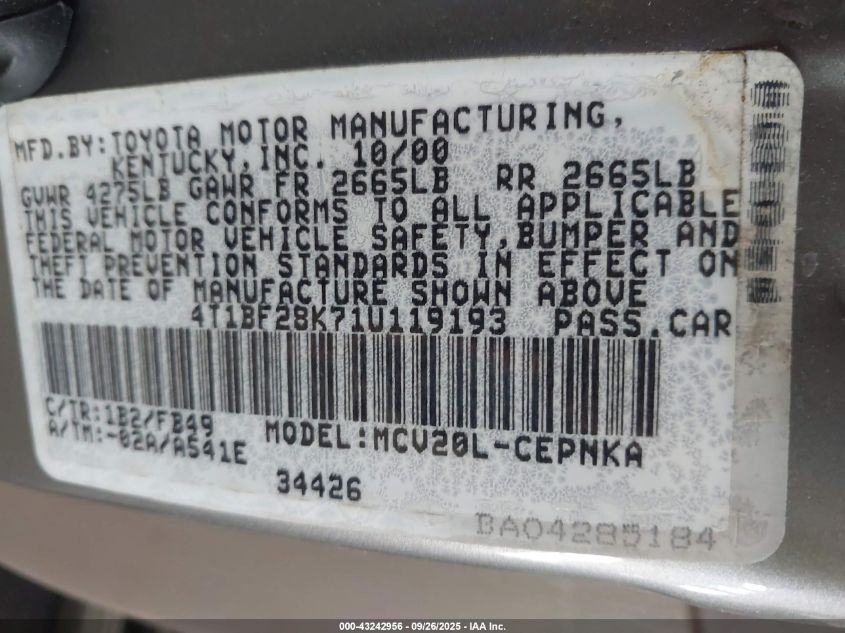 MFD.BY:TOYOTA MOTOR MANUFACTURING,
KENTUCKY,INC. 10/00
GVWR 4275LB GAWR FR 2665LB RR 2665LB
THIS VEHICLE CONFORMS TO ALL APPLICABLE
FEDERAL MOTOR VEHICLE SAFETY,BUMPER AND
THEFT PREVENTION STANDARDS IN EFFECT ON
THE DATE OF MANUFACTURE SHOWN ABOVE
4T1BF28K71U119193 PASS.CAR
C/TR:1B2/FB49
A/TM:-02A/A541E
MODEL:MCV20L-CEPNKA
34426
BA04285184
000-43242956 - 09/26/2025 - IAA Inc.